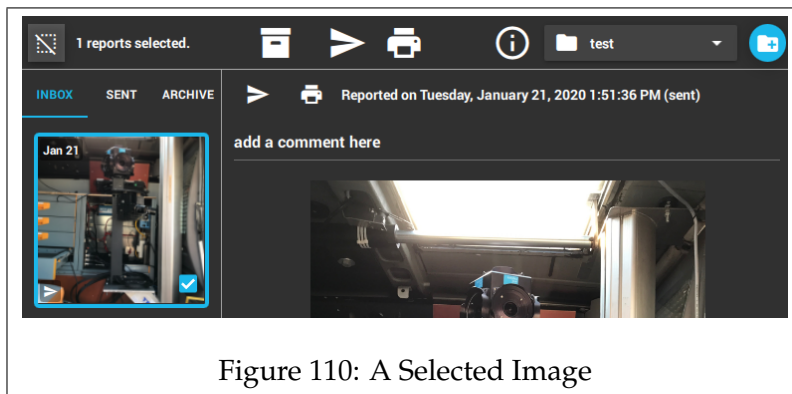 1 reports selected.
test
INBOX SENT ARCHIVE
Reported on Tuesday, January 21, 2020 1:51:36 PM (sent)
Jan 21
add a comment here
Figure 110: A Selected Image